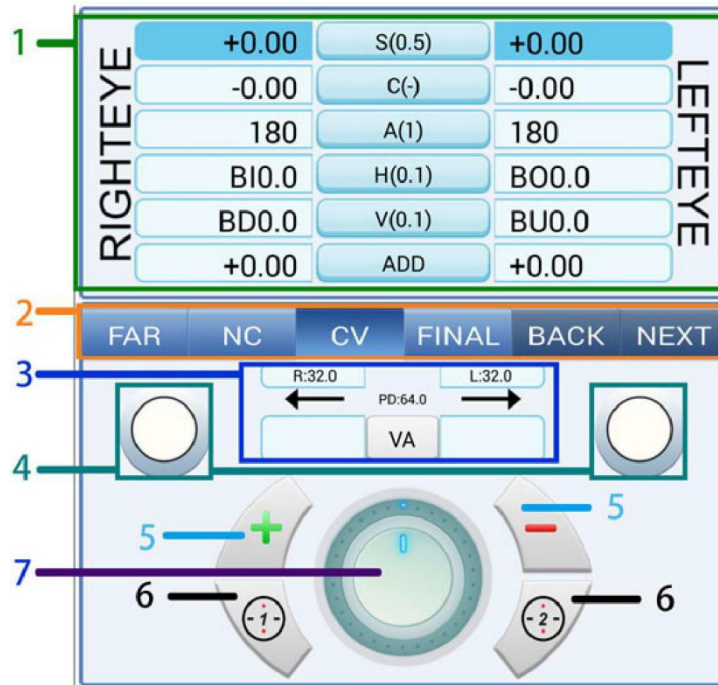 1
RIGHTEYE
LEFTEYE
+0.00 S(0.5) +0.00
-0.00 C(-) -0.00
180 A(1) 180
BI0.0 H(0.1) BO0.0
BD0.0 V(0.1) BU0.0
+0.00 ADD +0.00
2
FAR NC CV FINAL BACK NEXT
3
R:32.0 L:32.0
PD:64.0
VA
4
5 + − 5
7
6 -1- -2- 6